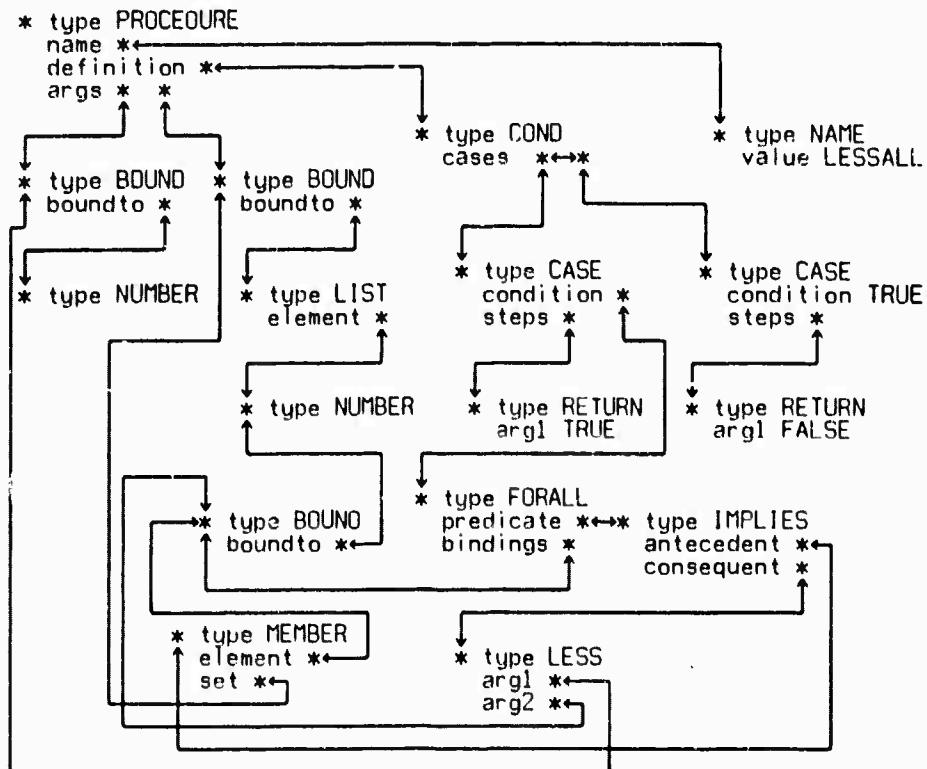 * type PROCEOURE
name *
definition *
args * *
* type COND
cases * *
* type NAME
value LESSALL
* type BOUND
boundto *
* type BOUND
boundto *
* type NUMBER
* type LIST
element *
* type CASE
condition *
steps *
* type CASE
condition TRUE
steps *
* type NUMBER
* type RETURN
arg1 TRUE
* type RETURN
arg1 FALSE
* type BOUND
boundto *
* type FORALL
predicate *
bindings *
* type IMPLIES
antecedent *
consequent *
* type MEMBER
element *
set *
* type LESS
arg1 *
arg2 *